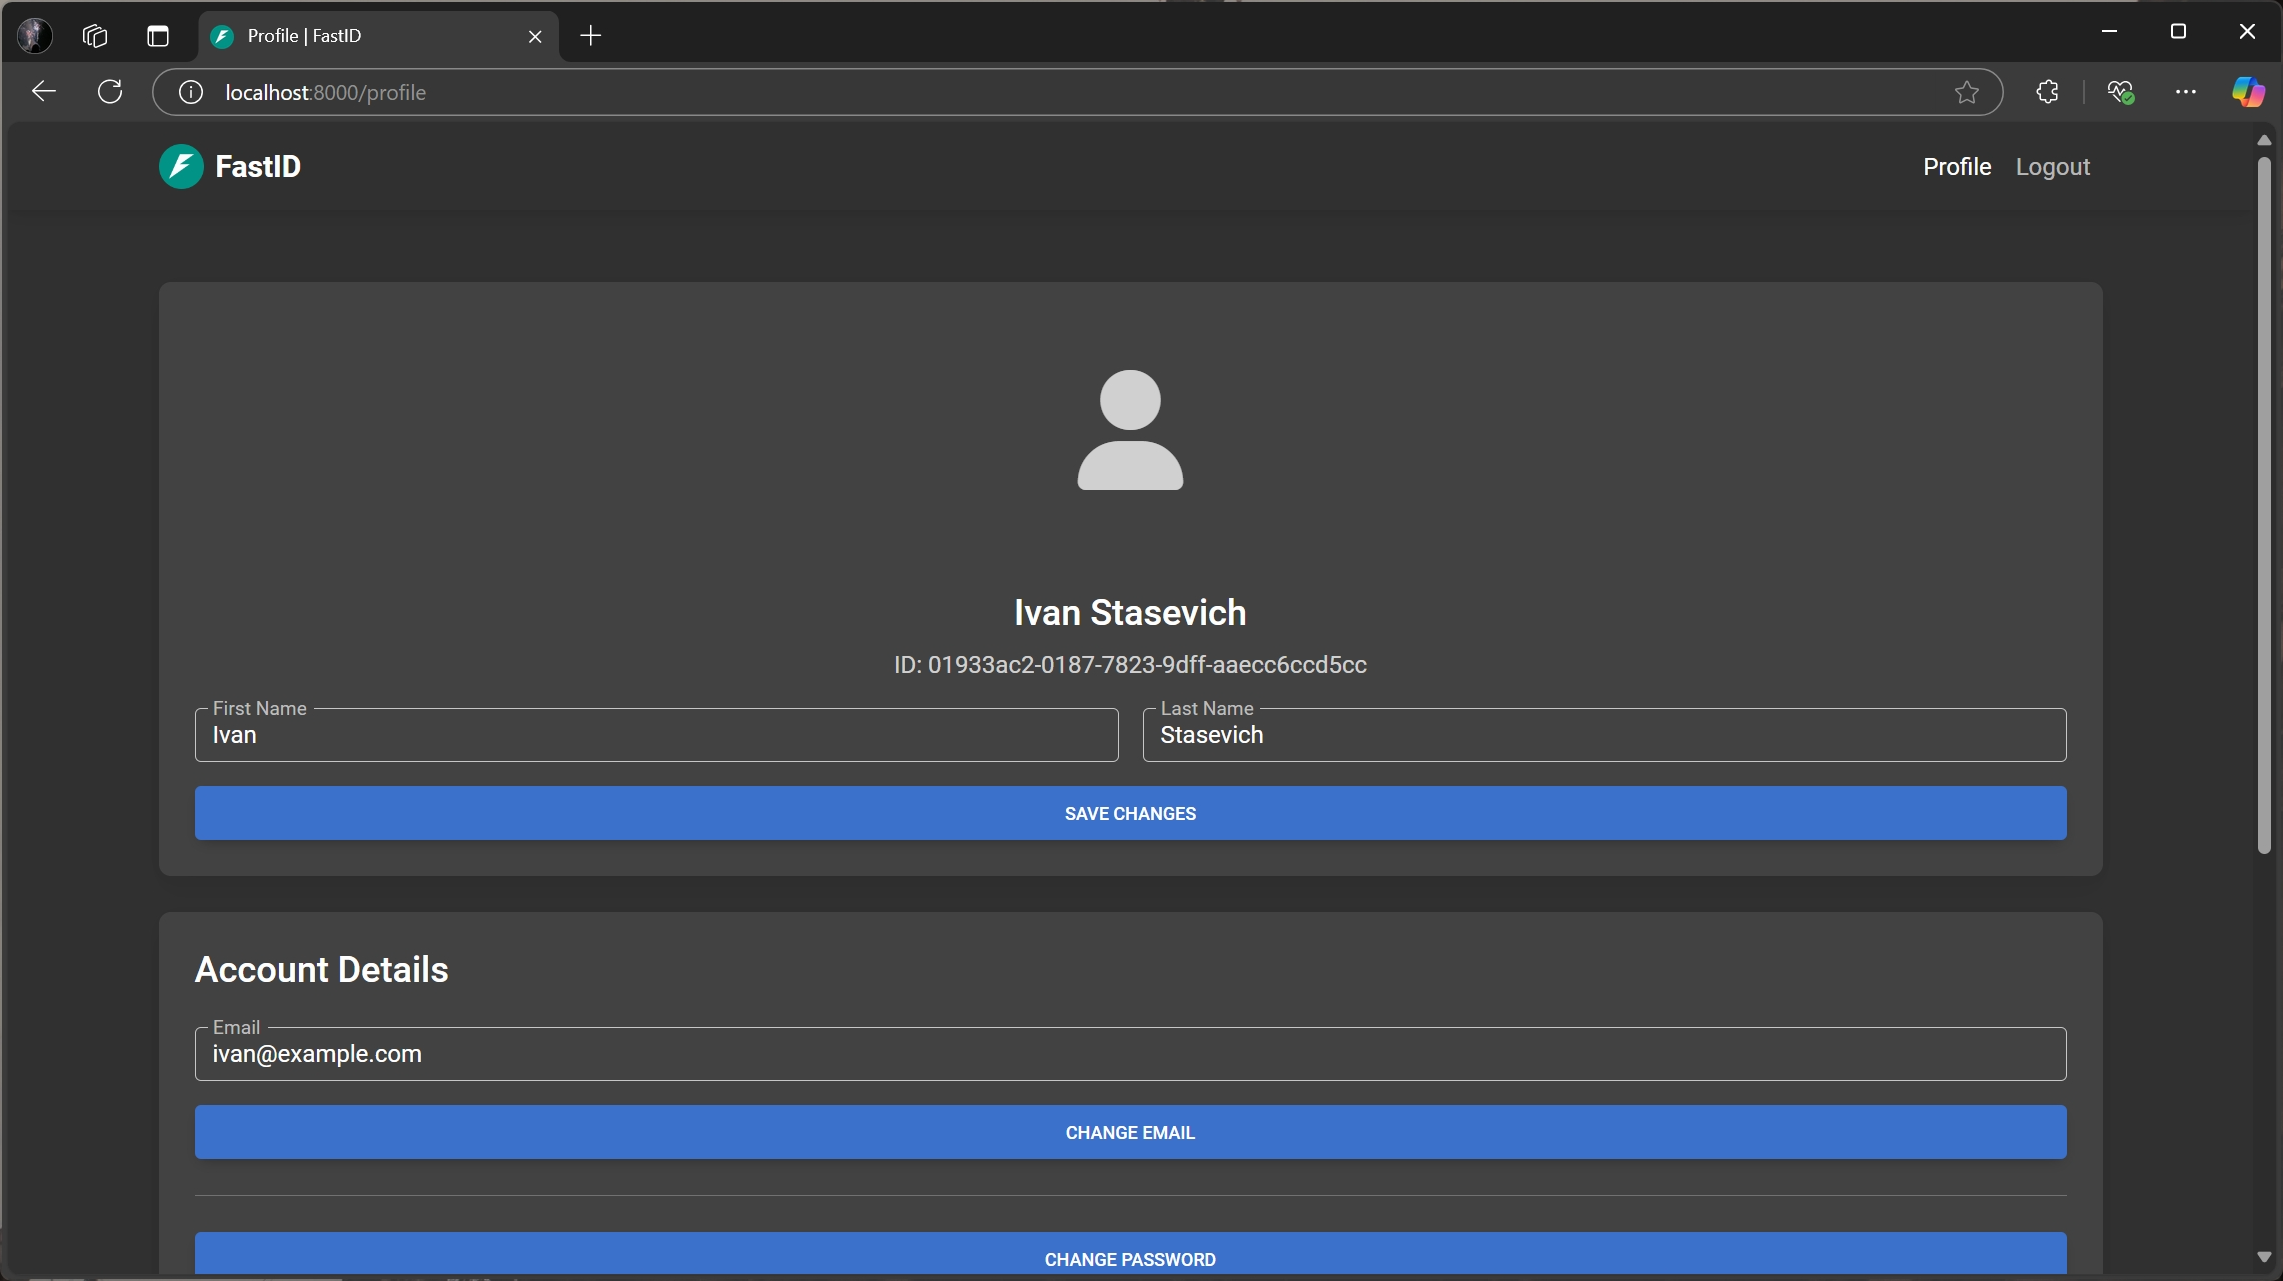 Profile | FastID
localhost:8000/profile
FastID
Profile Logout
Ivan Stasevich
ID: 01933ac2-0187-7823-9dff-aaecc6ccd5cc
First Name
Ivan
Last Name
Stasevich
SAVE CHANGES
Account Details
Email
ivan@example.com
CHANGE EMAIL
CHANGE PASSWORD